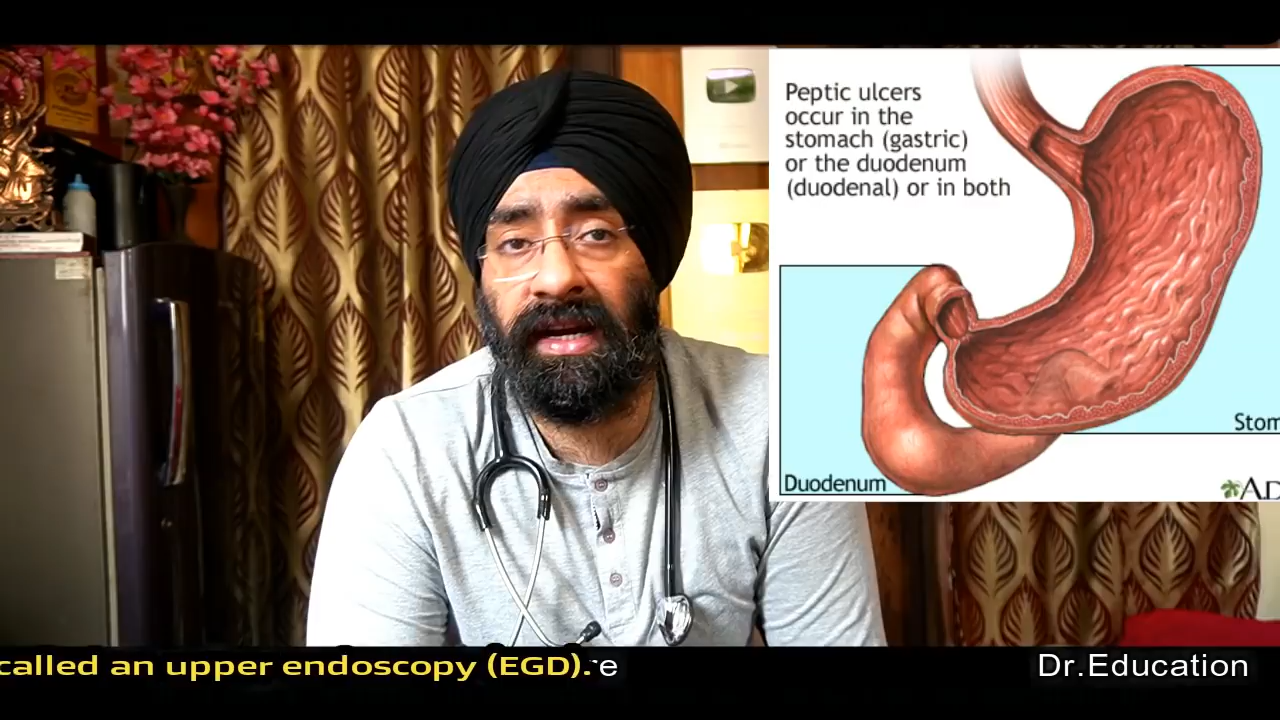 Peptic ulcers
occur in the
stomach (gastric)
or the duodenum
(duodenal) or in both
Stom
Duodenum
called an upper endoscopy (EGD).
Dr.Education